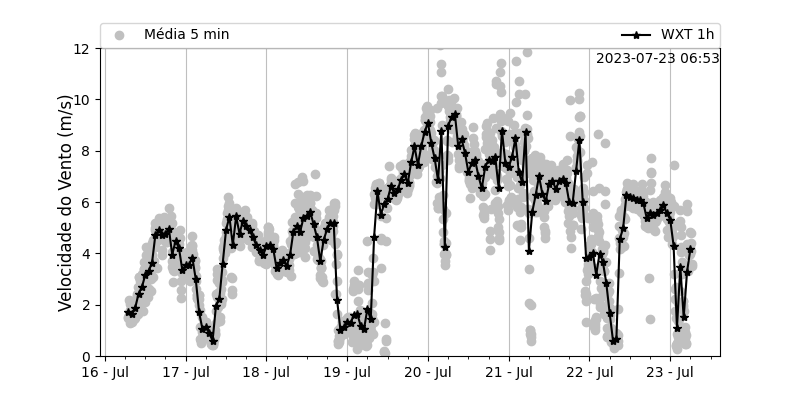 Média 5 min
WXT 1h
2023-07-23 06:53
Velocidade do Vento (m/s)
12
10
8
6
4
2
0
16 - Jul
17 - Jul
18 - Jul
19 - Jul
20 - Jul
21 - Jul
22 - Jul
23 - Jul